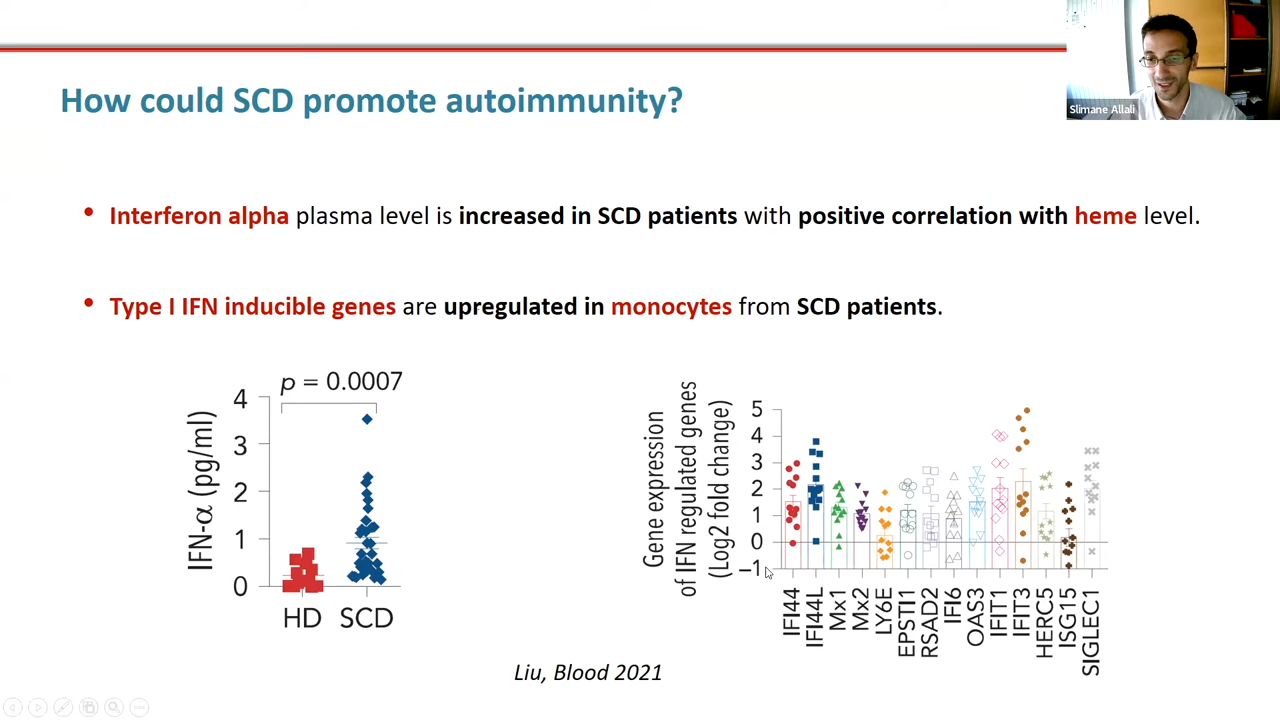 Slimane Allali
How could SCD promote autoimmunity?
• Interferon alpha plasma level is increased in SCD patients with positive correlation with heme level.
• Type I IFN inducible genes are upregulated in monocytes from SCD patients.
p = 0.0007
IFN-α (pg/ml)
4
3
2
1
0
HD SCD
Gene expression
of IFN regulated genes
(Log2 fold change)
5
4
3
2
1
0
–1
IFI44
IFI44L
Mx1
Mx2
LY6E
EPSTI1
RSAD2
IFI6
OAS3
IFIT1
IFIT3
HERC5
ISG15
SIGLEC1
Liu, Blood 2021